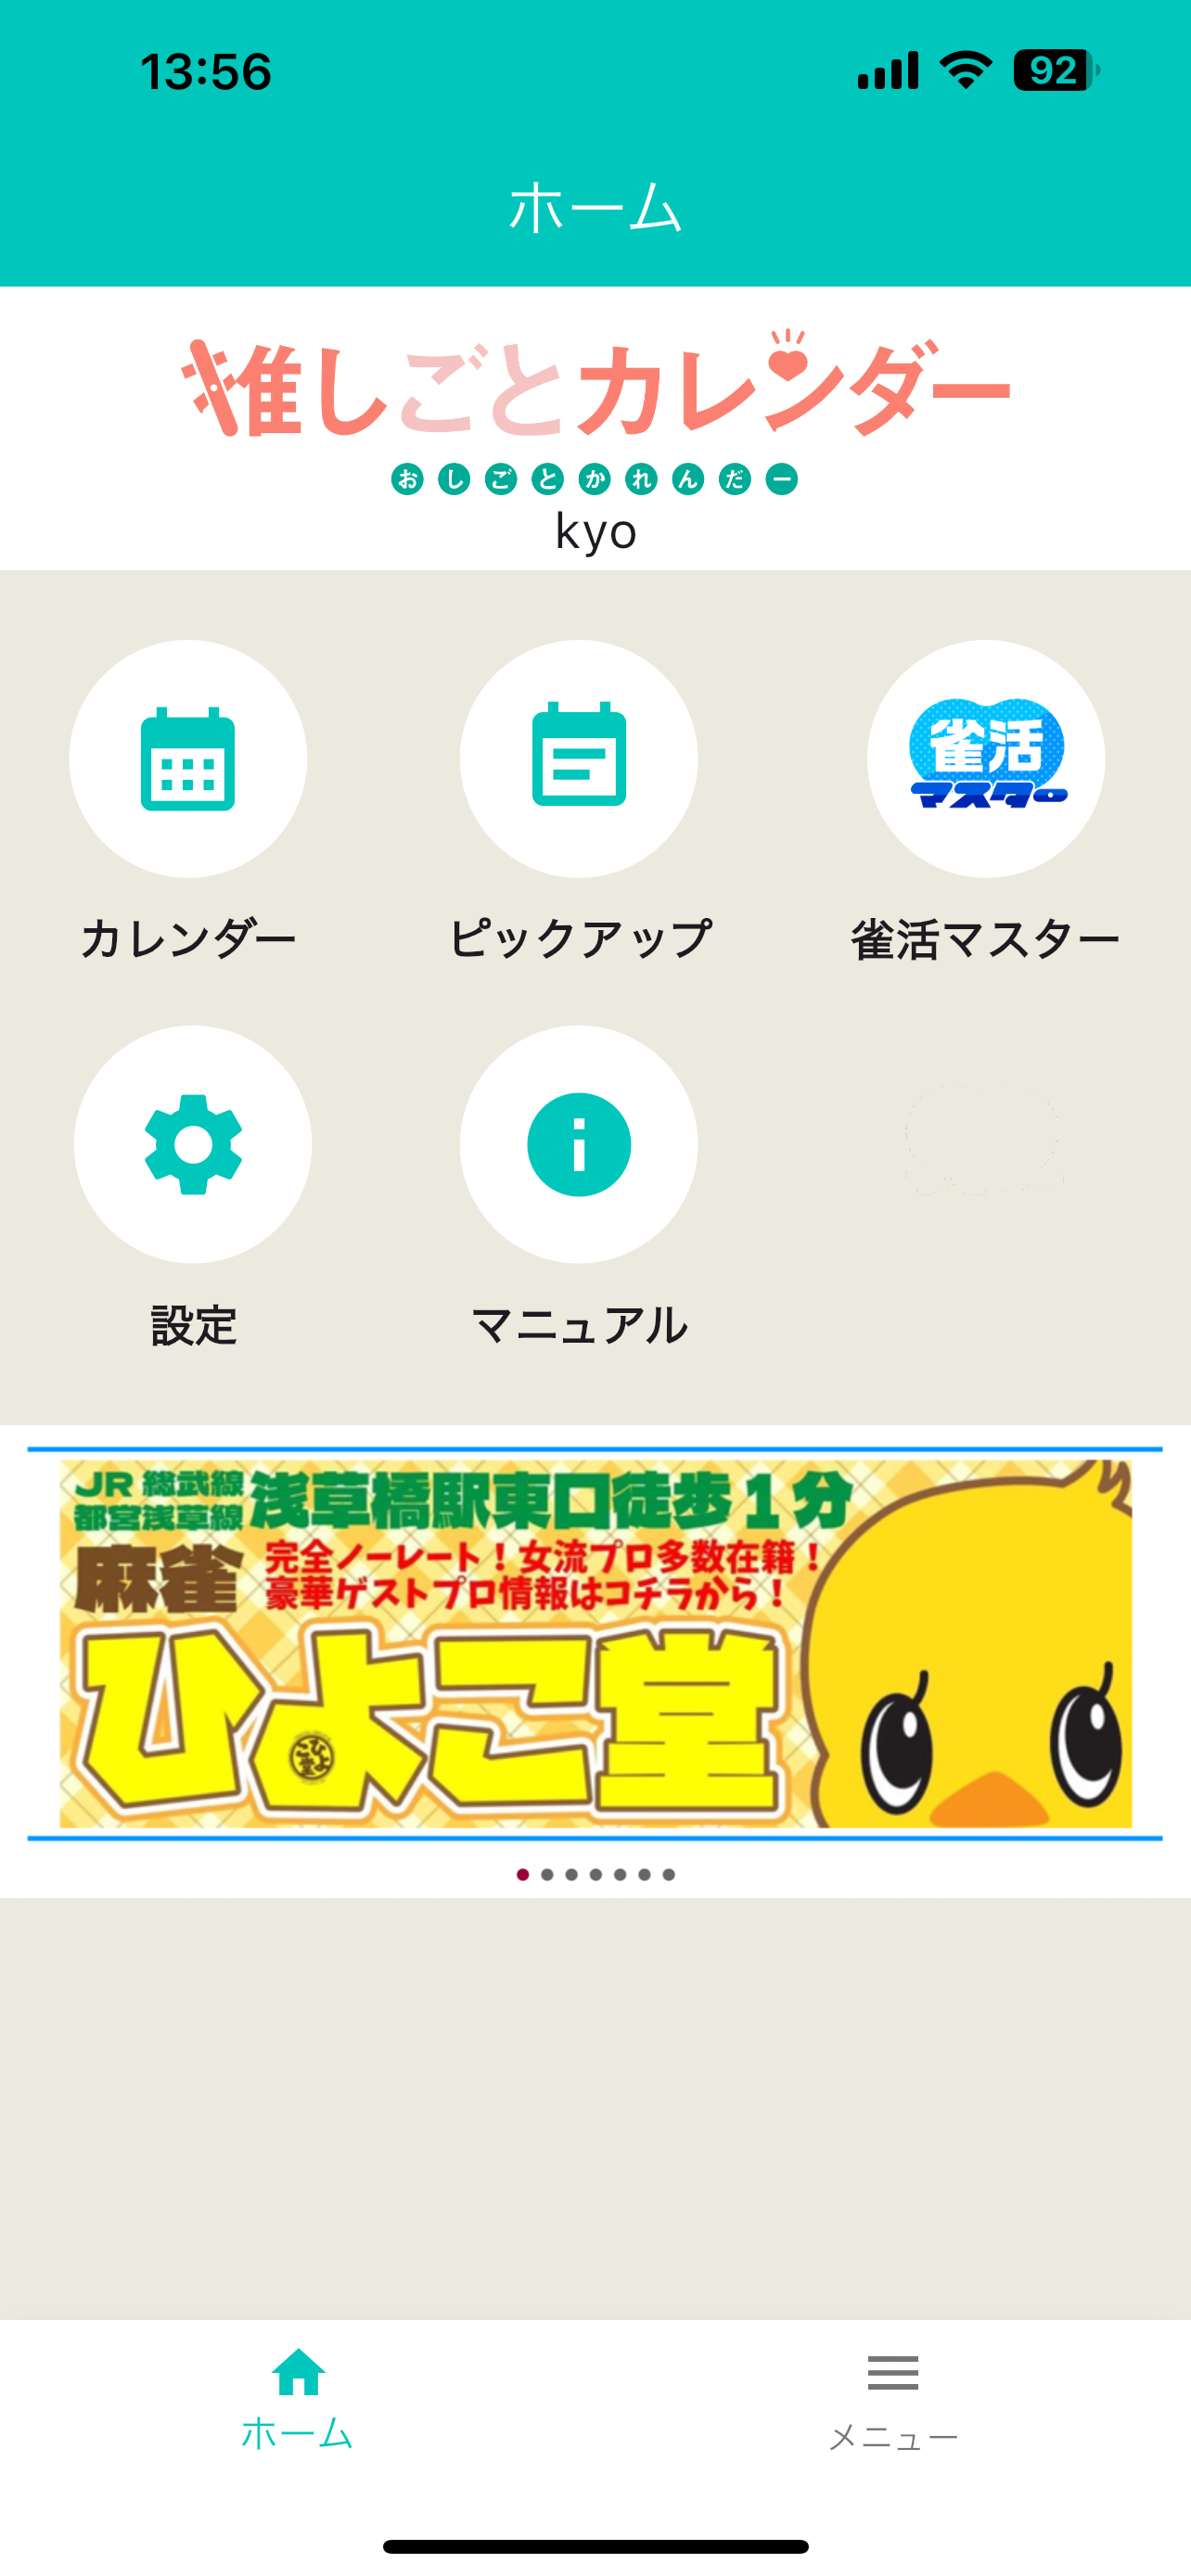 13:56
92
ホーム
推しごとカレンダー
おしごとかれんだー
kyo
雀活
マスター
カレンダー
ピックアップ
雀活マスター
設定
マニュアル
JR 総武線
都営浅草線
浅草橋駅東口徒歩1分
麻雀
完全ノーレート！女流プロ多数在籍！
豪華ゲストプロ情報はコチラから！
ひよこ堂
ひよこ堂
ホーム
メニュー